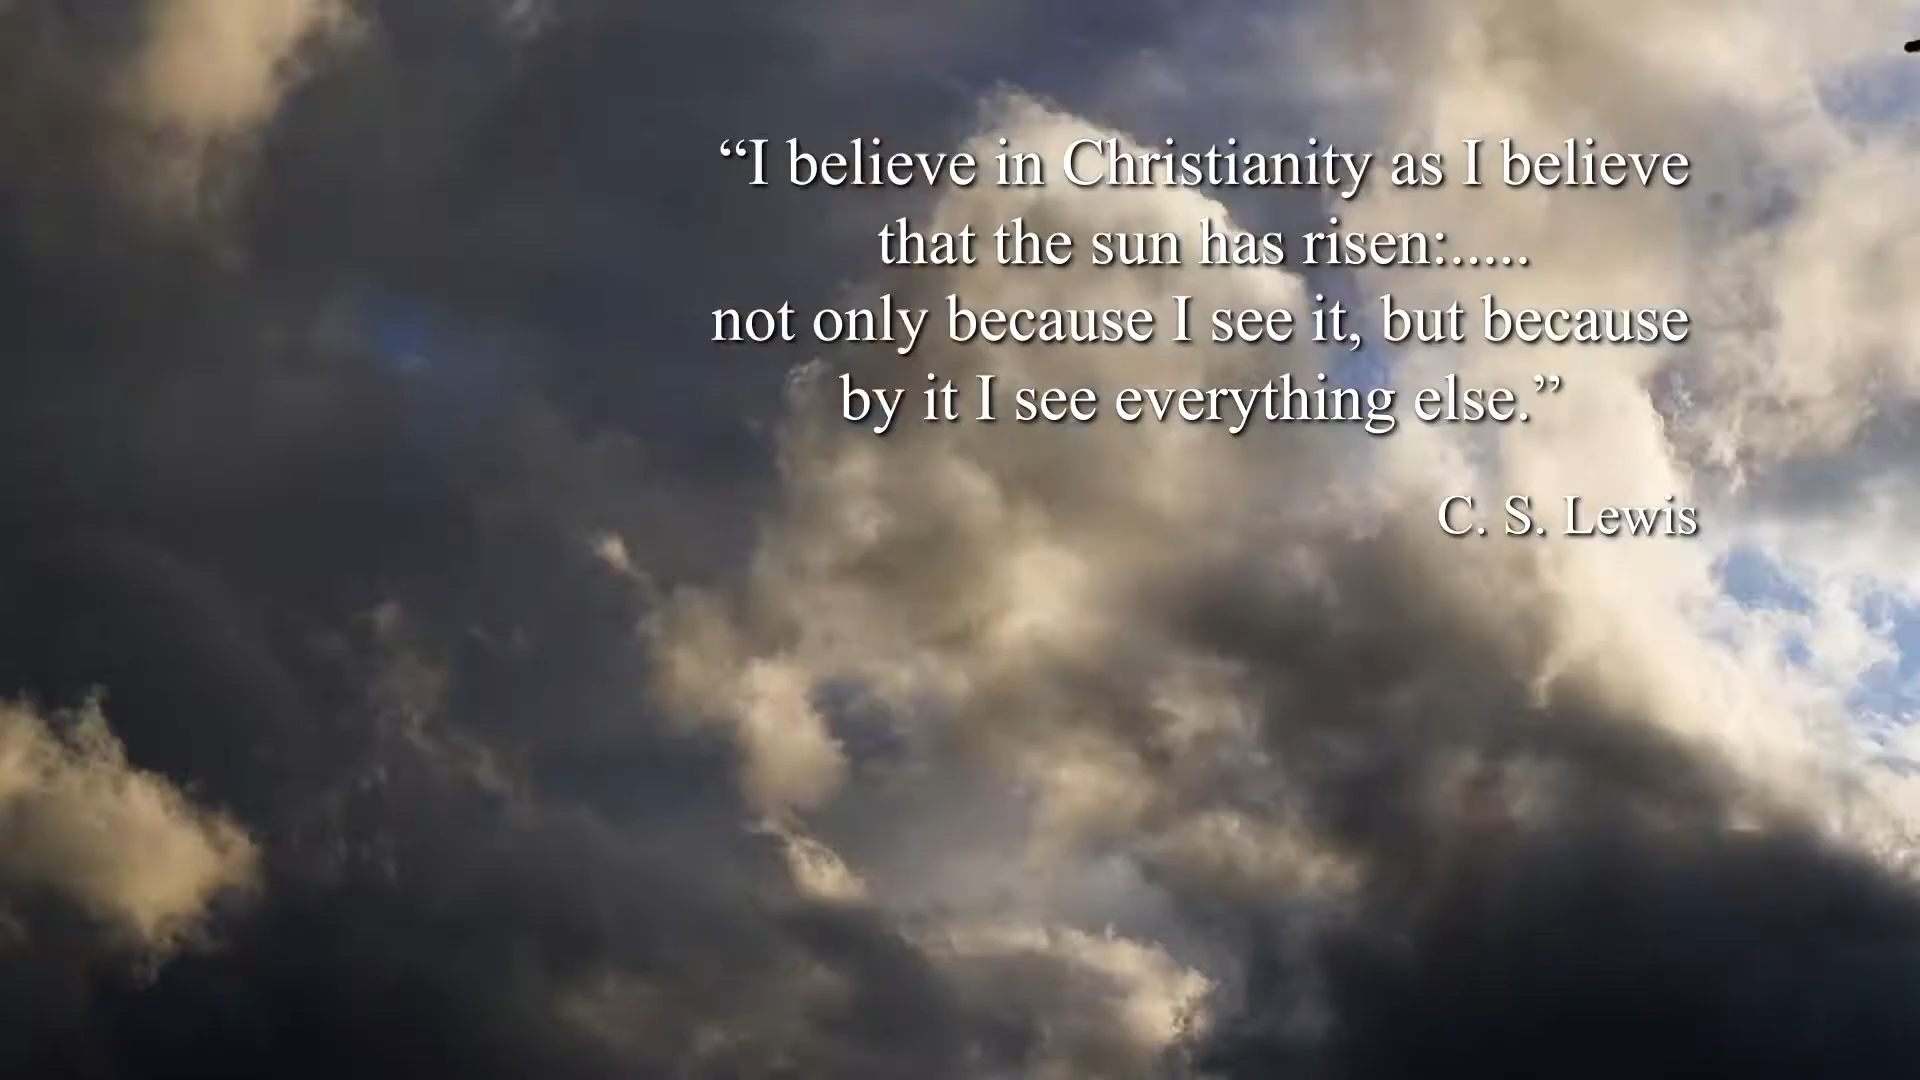 “I believe in Christianity as I believe
that the sun has risen:.....
not only because I see it, but because
by it I see everything else.”
C. S. Lewis